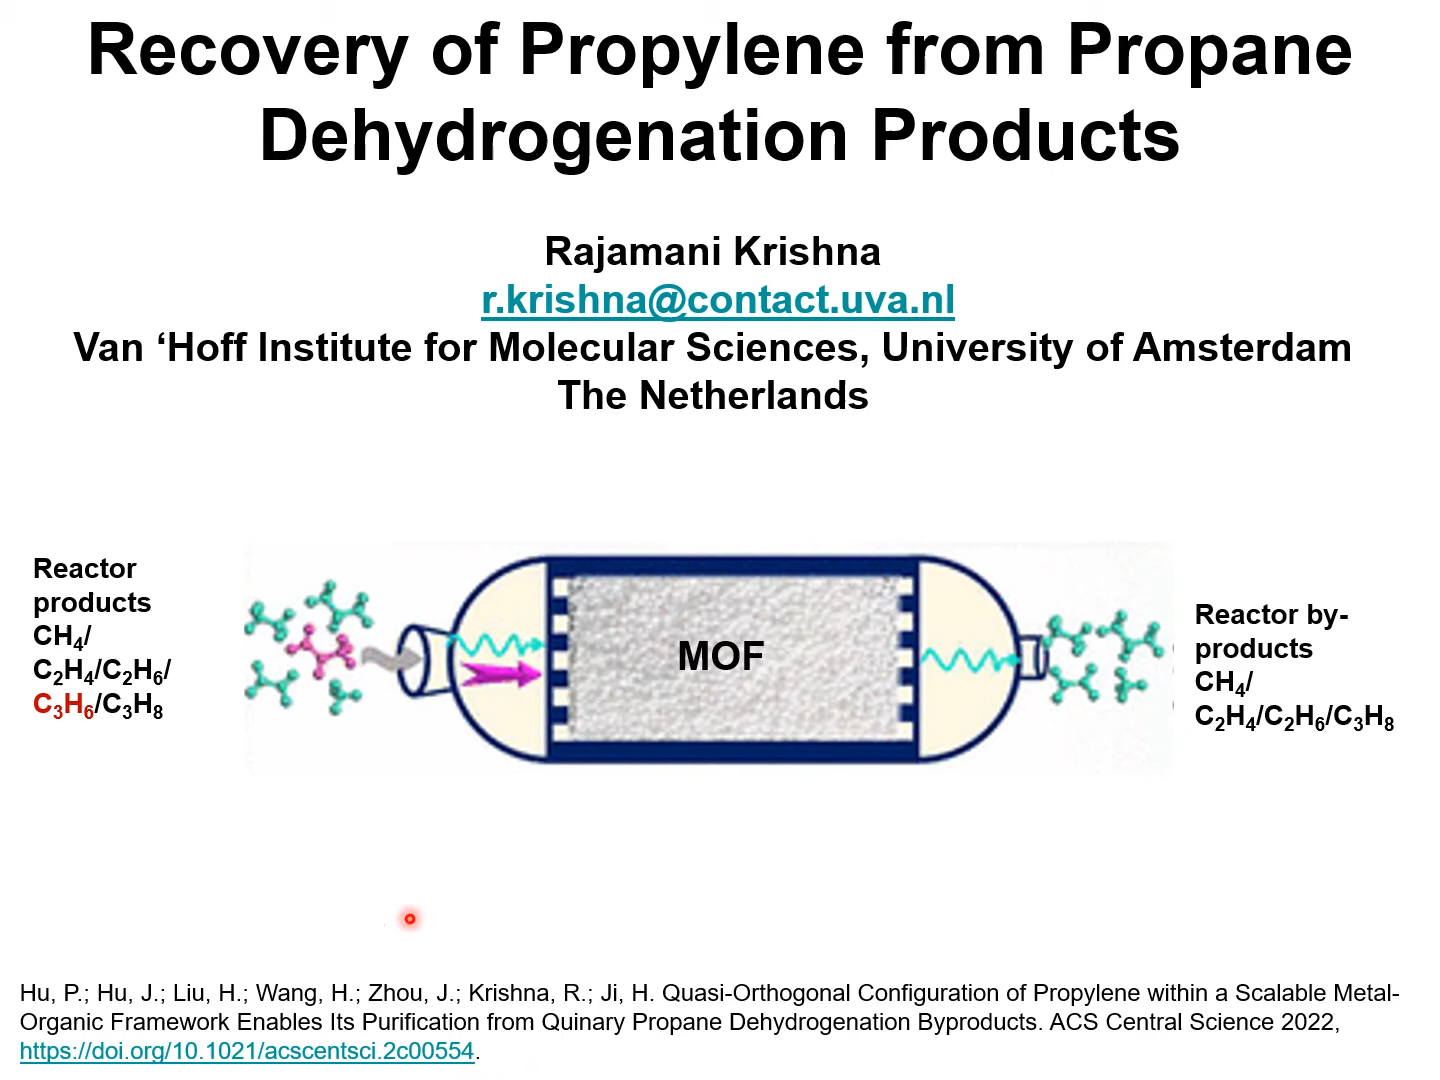 Recovery of Propylene from Propane
Dehydrogenation Products
Rajamani Krishna
r.krishna@contact.uva.nl
Van ‘Hoff Institute for Molecular Sciences, University of Amsterdam
The Netherlands
Reactor
products
CH₄/
C₂H₄/C₂H₆/
C₃H₆/C₃H₈
MOF
Reactor by-
products
CH₄/
C₂H₄/C₂H₆/C₃H₈
Hu, P.; Hu, J.; Liu, H.; Wang, H.; Zhou, J.; Krishna, R.; Ji, H. Quasi-Orthogonal Configuration of Propylene within a Scalable Metal-
Organic Framework Enables Its Purification from Quinary Propane Dehydrogenation Byproducts. ACS Central Science 2022,
https://doi.org/10.1021/acscentsci.2c00554.